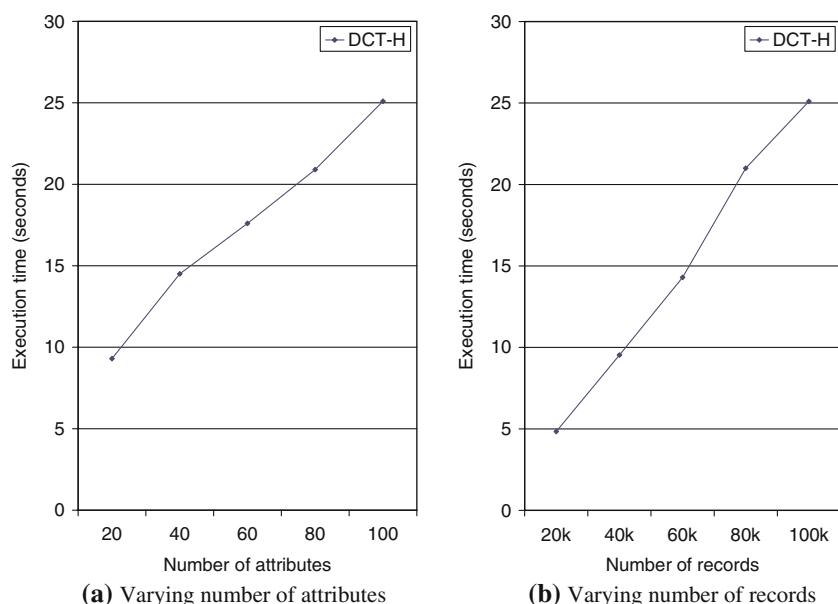 30
25
20
15
10
5
0
Execution time (seconds)
DCT-H
20 40 60 80 100
Number of attributes
(a) Varying number of attributes
30
25
20
15
10
5
0
Execution time (seconds)
DCT-H
20k 40k 60k 80k 100k
Number of records
(b) Varying number of records